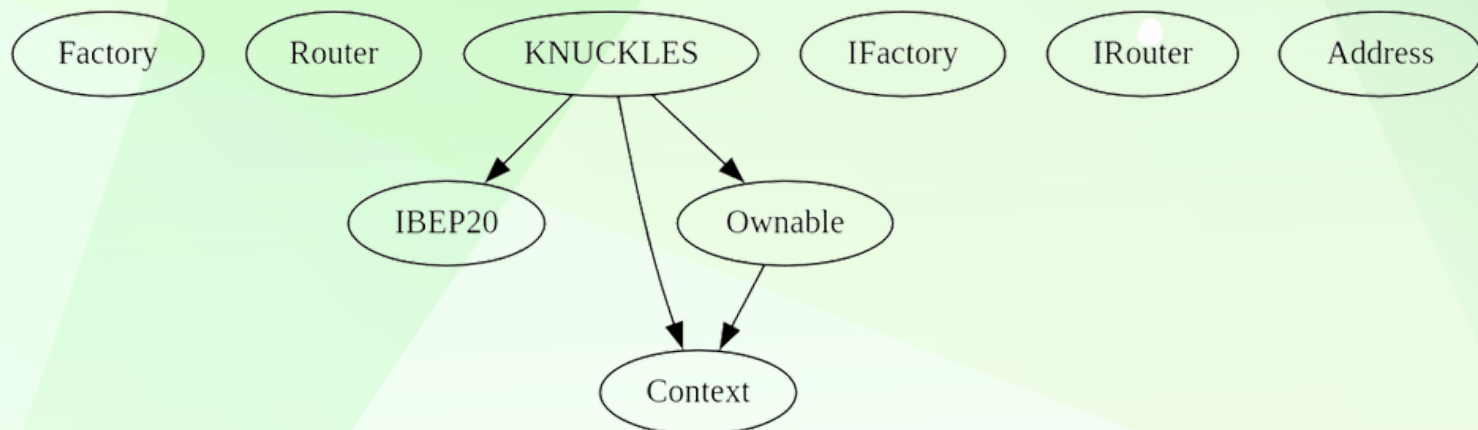 Factory Router KNUCKLES IFactory IRouter Address
IBEP20 Ownable
Context